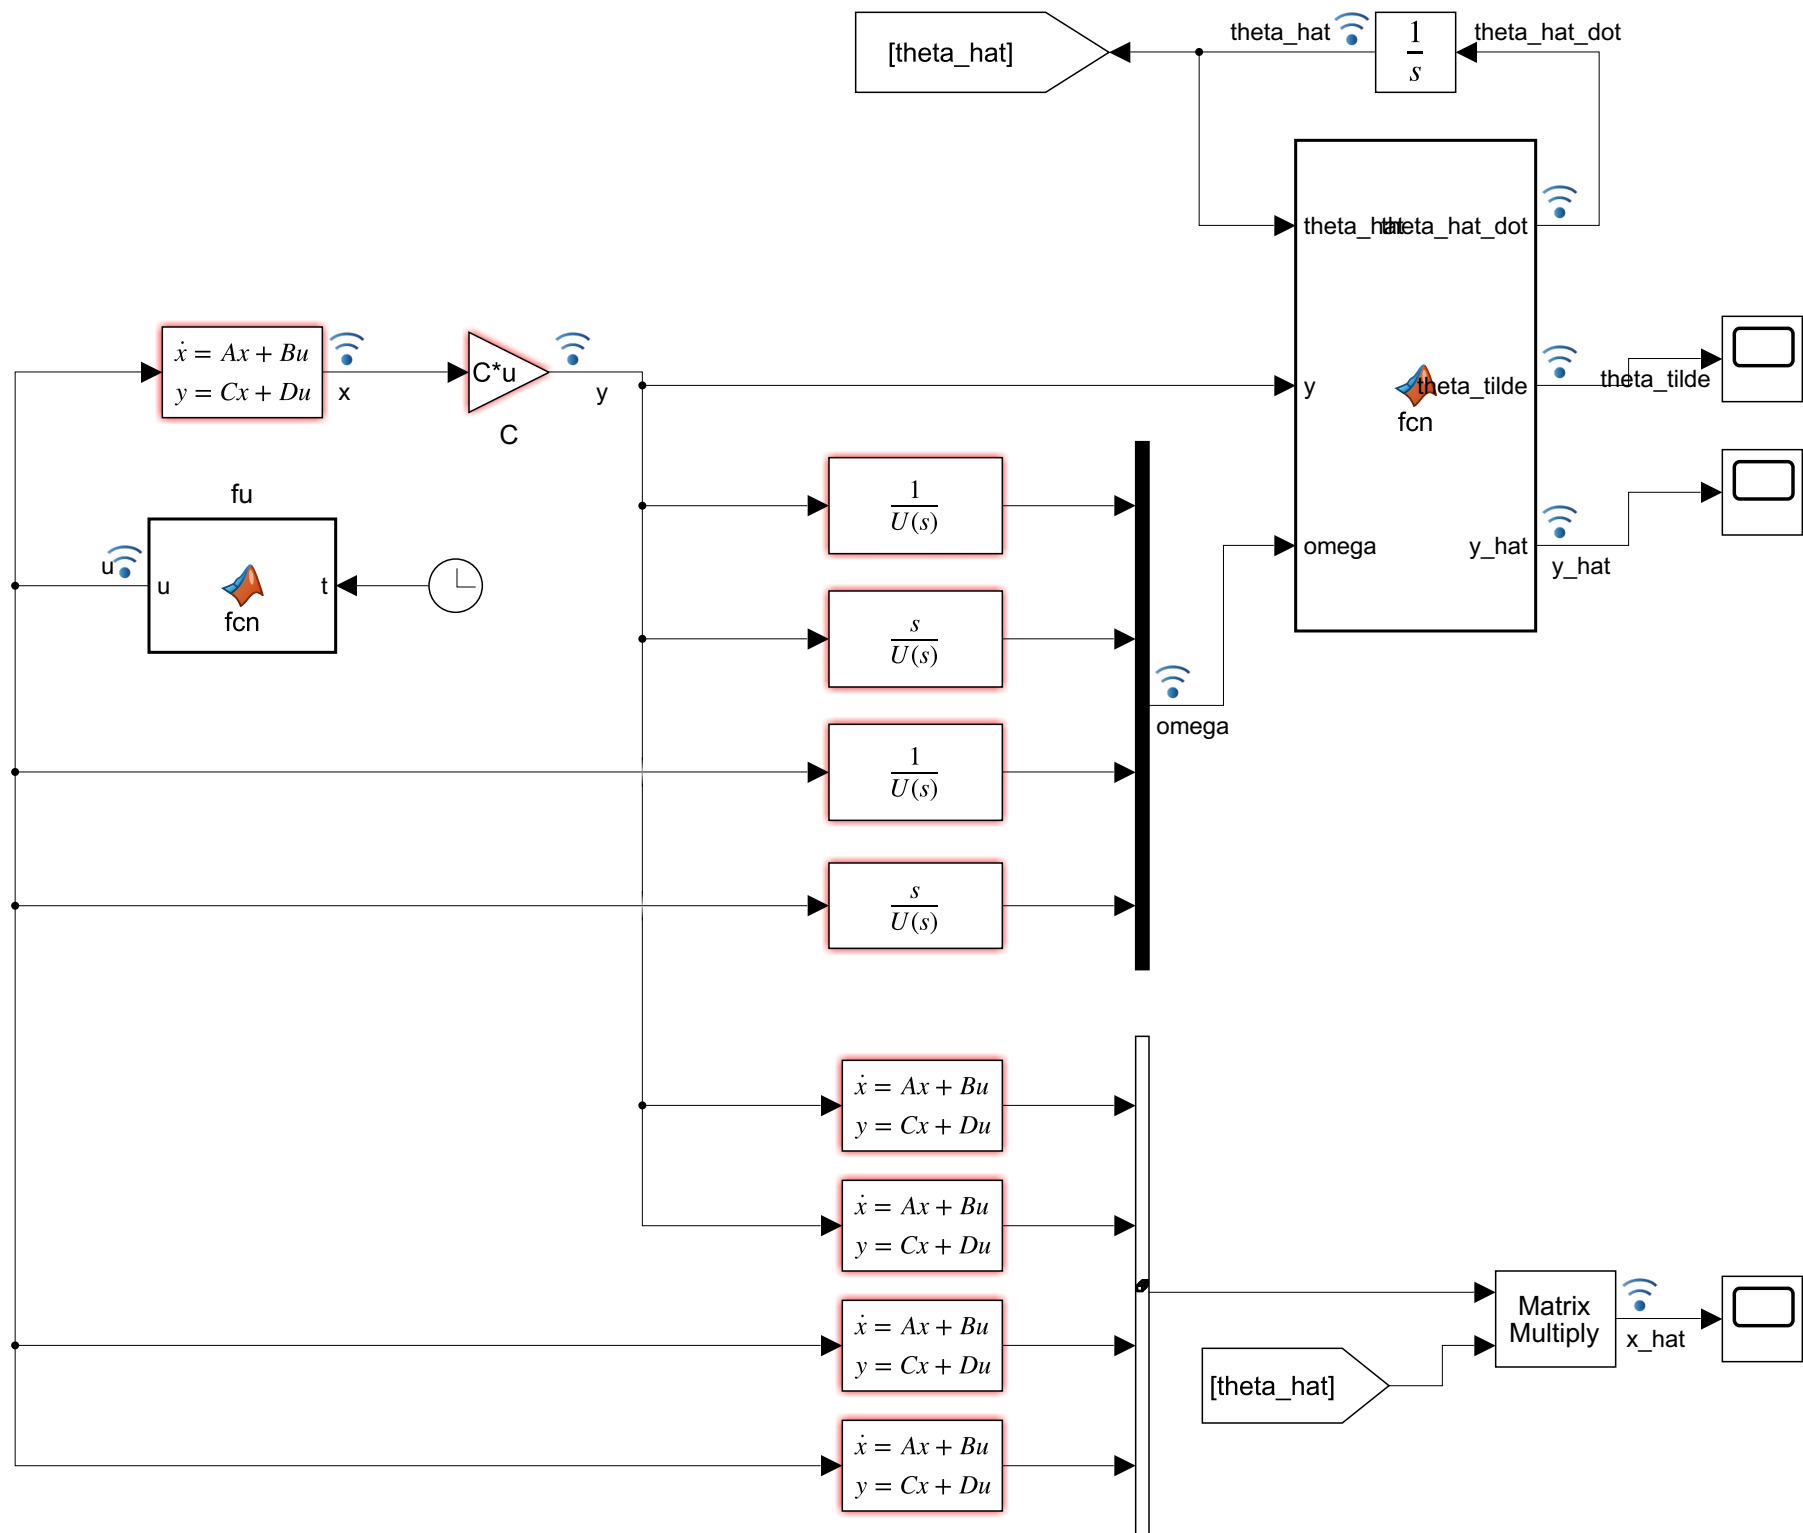 [theta_hat]
theta_hat
1
s
theta_hat_dot
theta_hat
theta_hat_dot
ẋ = Ax + Bu
y = Cx + Du
x
C*u
C
y
y
fcn
theta_tilde
theta_tilde
omega
y_hat
y_hat
fu
u
u
fcn
t
1
U(s)
s
U(s)
1
U(s)
s
U(s)
omega
ẋ = Ax + Bu
y = Cx + Du
ẋ = Ax + Bu
y = Cx + Du
ẋ = Ax + Bu
y = Cx + Du
ẋ = Ax + Bu
y = Cx + Du
Matrix
Multiply
x_hat
[theta_hat]